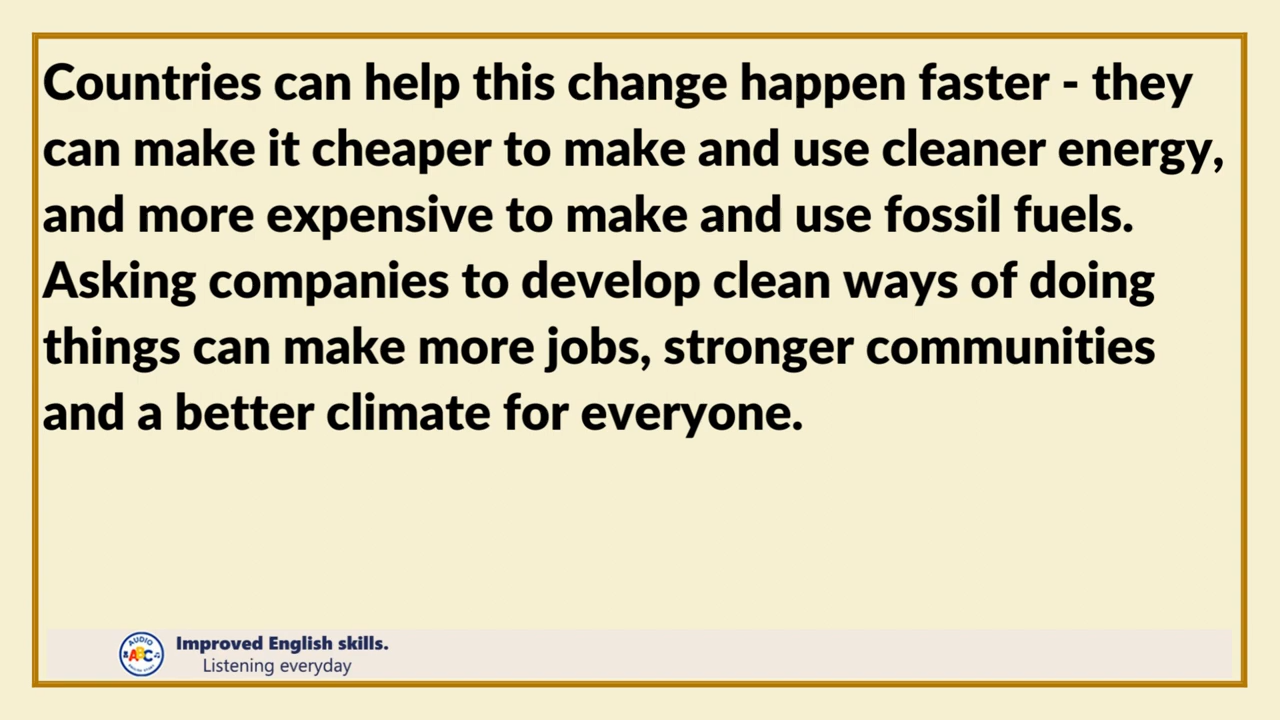 Countries can help this change happen faster - they
can make it cheaper to make and use cleaner energy,
and more expensive to make and use fossil fuels.
Asking companies to develop clean ways of doing
things can make more jobs, stronger communities
and a better climate for everyone.
AUDIO
ABC
Improved English skills.
Listening everyday